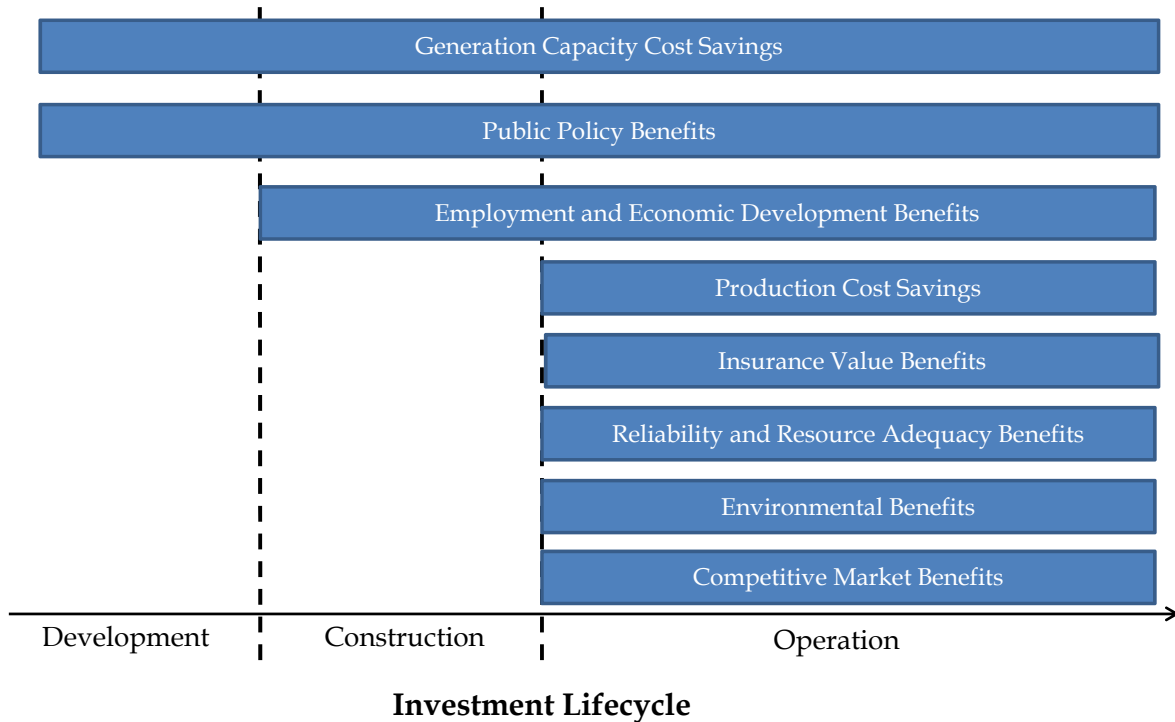 Generation Capacity Cost Savings
Public Policy Benefits
Employment and Economic Development Benefits
Production Cost Savings
Insurance Value Benefits
Reliability and Resource Adequacy Benefits
Environmental Benefits
Competitive Market Benefits
Development
Construction
Operation
Investment Lifecycle